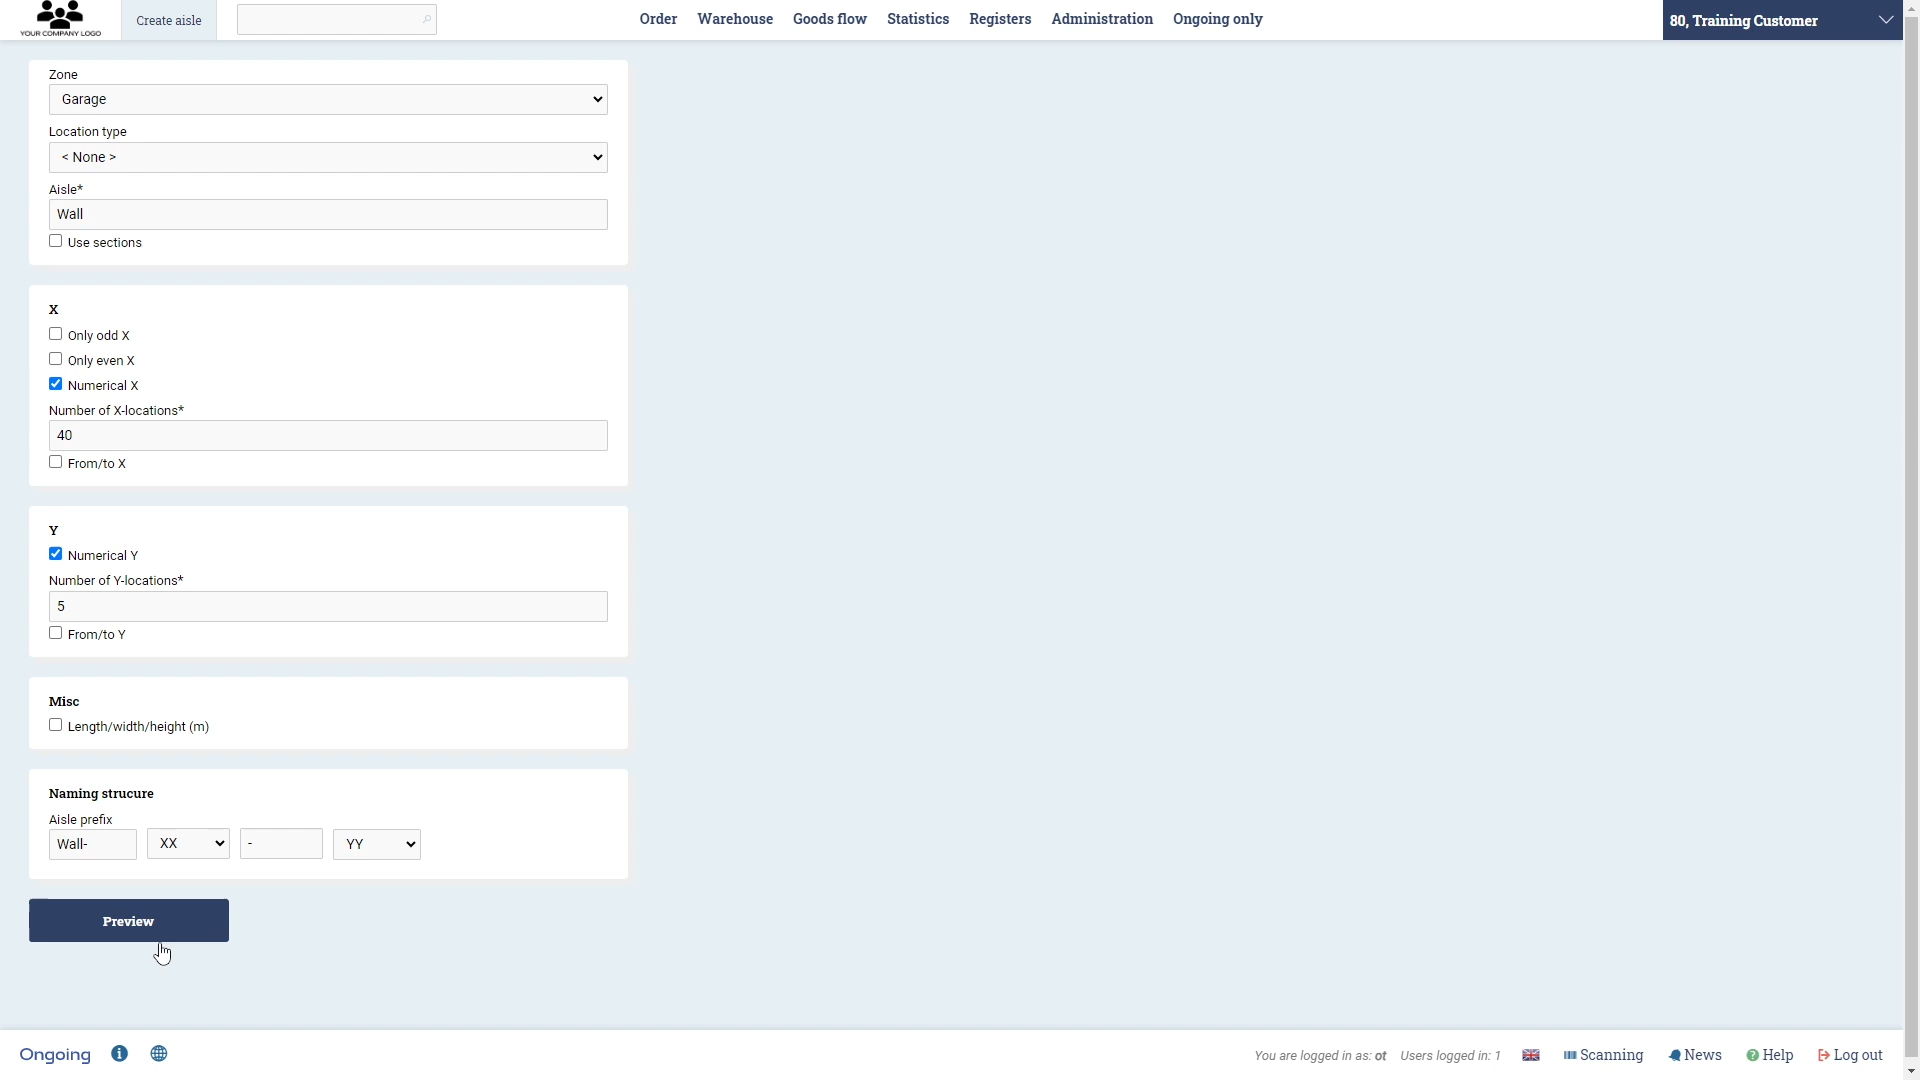 YOUR COMPANY LOGO
Create aisle
Order Warehouse Goods flow Statistics Registers Administration Ongoing only
80, Training Customer
Zone
Garage
Location type
< None >
Aisle*
Wall
Use sections
X
Only odd X
Only even X
Numerical X
Number of X-locations*
40
From/to X
Y
Numerical Y
Number of Y-locations*
5
From/to Y
Misc
Length/width/height (m)
Naming strucure
Aisle prefix
Wall- XX - YY
Preview
Ongoing
You are logged in as: ot Users logged in: 1 Scanning News Help Log out